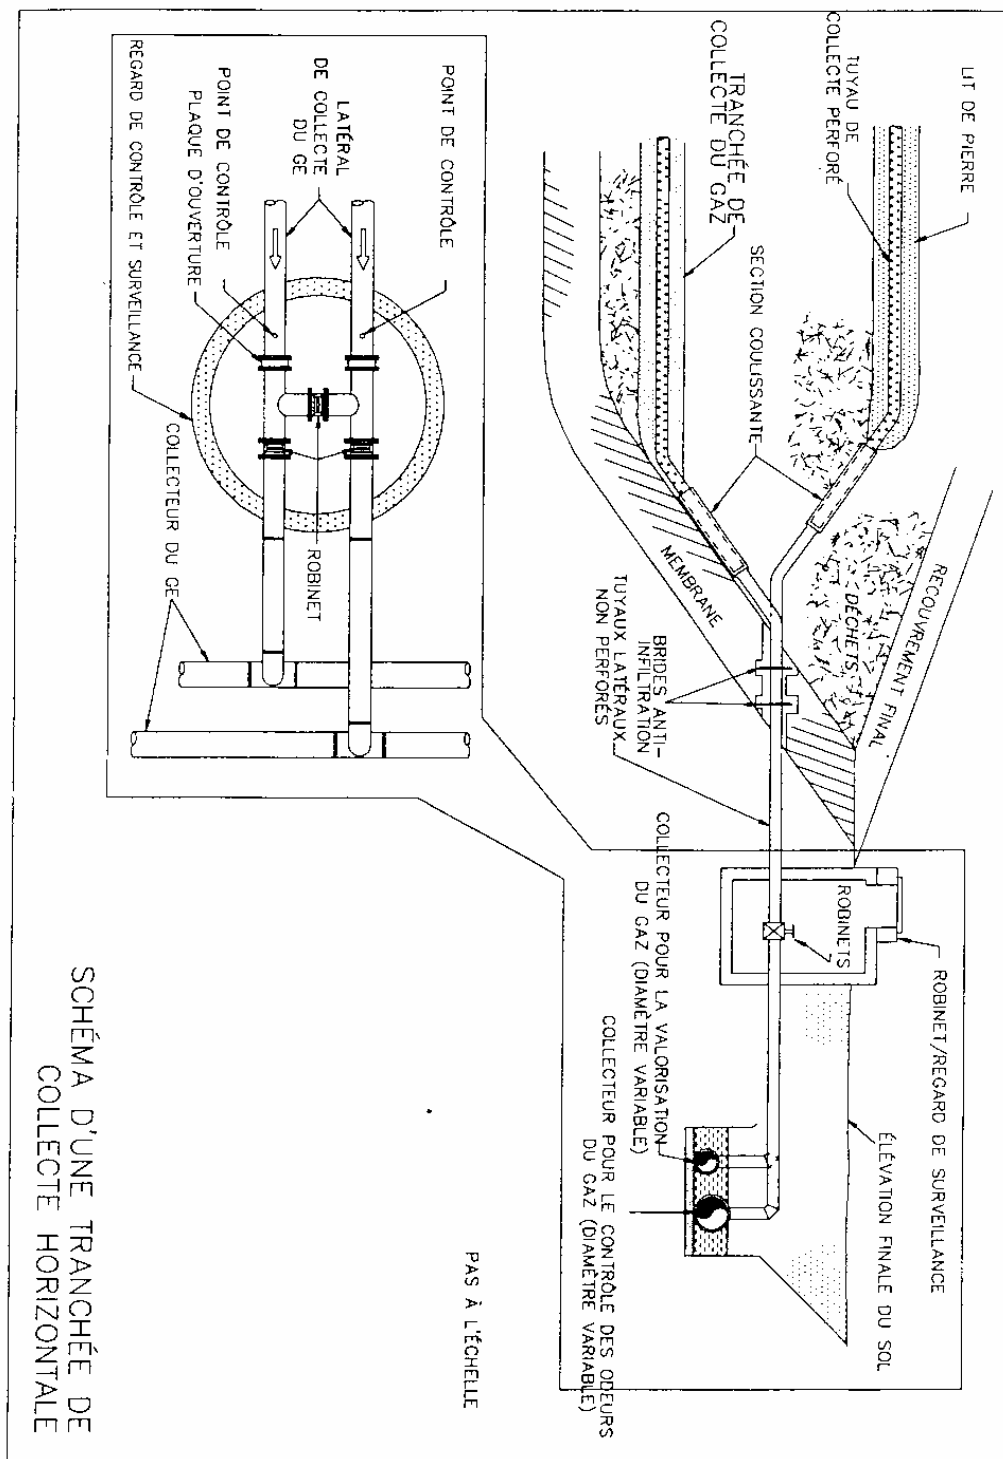 LIT DE PIERRE
TUYAU DE
COLLECTE PERFORÉ
TRANCHÉE DE
COLLECTE DU GAZ
SECTION COULISSANTE
RECOUVREMENT FINAL
DÉCHETS
MEMBRANE
BRIDES ANTI-
INFILTRATION
TUYAUX LATÉRAUX
NON PERFORÉS
ROBINETS
ROBINET/REGARD DE SURVEILLANCE
ÉLÉVATION FINALE DU SOL
COLLECTEUR POUR LA VALORISATION
DU GAZ (DIAMÈTRE VARIABLE)
COLLECTEUR POUR LE CONTRÔLE DES ODEURS
DU GAZ (DIAMÈTRE VARIABLE)
POINT DE CONTRÔLE
LATÉRAL
DE COLLECTE
DU GE
POINT DE CONTRÔLE
PLAQUE D'OUVERTURE
REGARD DE CONTRÔLE ET SURVEILLANCE
ROBINET
COLLECTEUR DU GE
PAS À L'ÉCHELLE
SCHÉMA D'UNE TRANCHÉE DE
COLLECTE HORIZONTALE